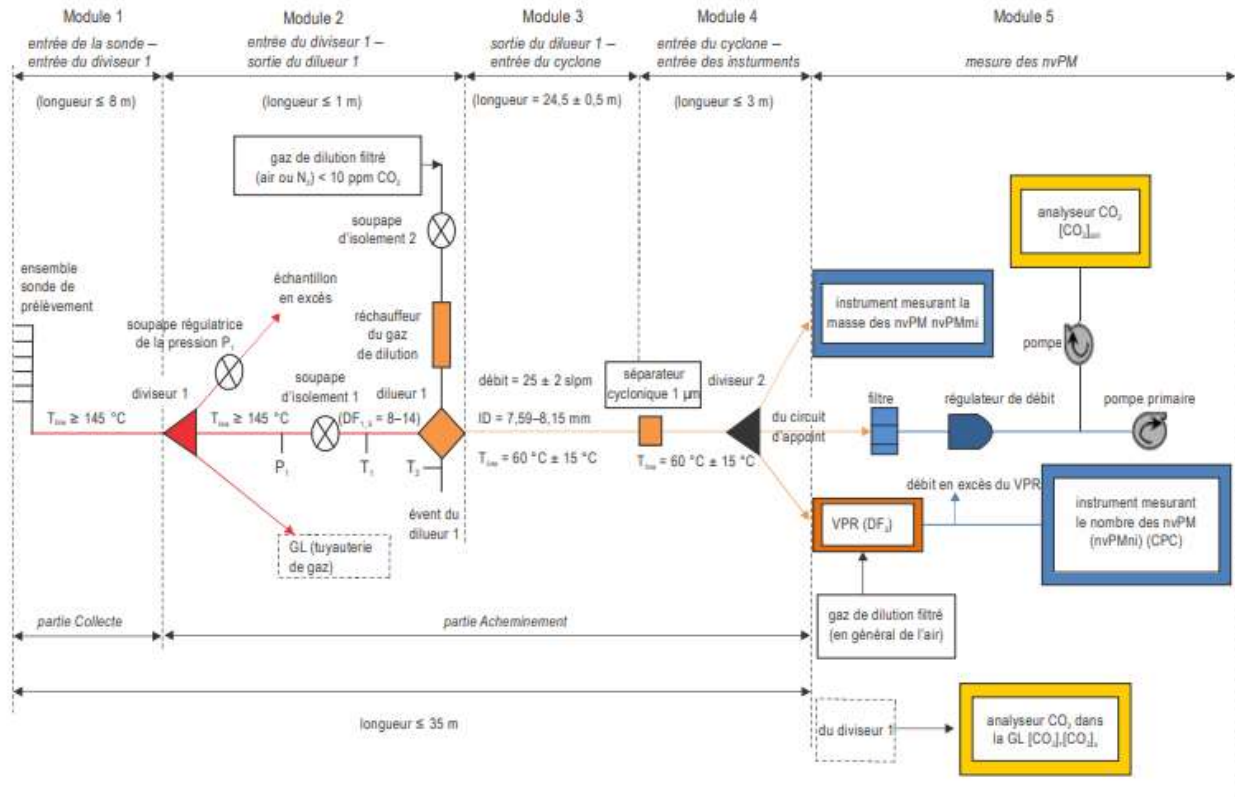 Module 1
Module 2
Module 3
Module 4
Module 5
entrée de la sonde –
entrée du diviseur 1
entrée du diviseur 1 –
sortie du dilueur 1
sortie du dilueur 1 –
entrée du cyclone
entrée du cyclone –
entrée des insturments
mesure des nvPM
(longueur ≤ 8 m)
(longueur ≤ 1 m)
(longueur = 24,5 ± 0,5 m)
(longueur ≤ 3 m)
gaz de dilution filtré
(air ou N₂) < 10 ppm CO₂
soupape
d'isolement 2
analyseur CO₂
ensemble
sonde de
prélèvement
échantillon
en excès
soupape régulatrice
de la pression P₁
réchauffeur
du gaz
de dilution
instrument mesurant la
masse des nvPM nvPMmi
pompe
diviseur 1
soupape
d'isolement 1
dilueur 1
débit = 25 ± 2 slpm
séparateur
cyclonique 1 µm
diviseur 2
filtre
régulateur de débit
pompe primaire
Tₗᵢₙₑ ≥ 145 °C
Tₗᵢₙₑ ≥ 145 °C
(DF₁,ₛ = 8–14)
ID = 7,59–8,15 mm
du circuit
d'appoint
P₁
T₁
T₂
Tₗᵢₙₑ = 60 °C ± 15 °C
Tₗᵢₙₑ = 60 °C ± 15 °C
évent du
dilueur 1
débit en excès du VPR
VPR (DF₂)
instrument mesurant
le nombre des nvPM
(nvPMni) (CPC)
GL (tuyauterie
de gaz)
gaz de dilution filtré
(en général de l'air)
partie Collecte
partie Acheminement
longueur ≤ 35 m
du diviseur 1
analyseur CO₂ dans
la GL [CO₂],[CO₂]ₛ